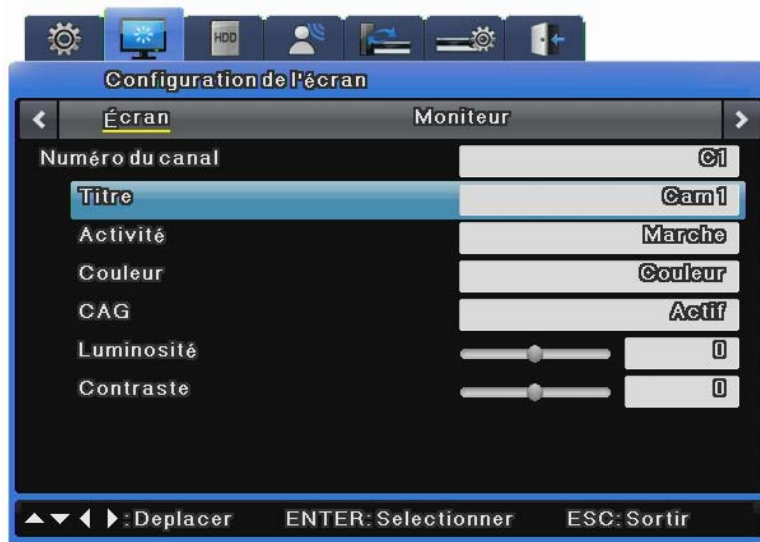 HDD
Configuration de l'écran
Écran Moniteur
Numéro du canal C1
Titre Cam1
Activité Marche
Couleur Couleur
CAG Actif
Luminosité 0
Contraste 0
:Deplacer ENTER:Selectionner ESC:Sortir